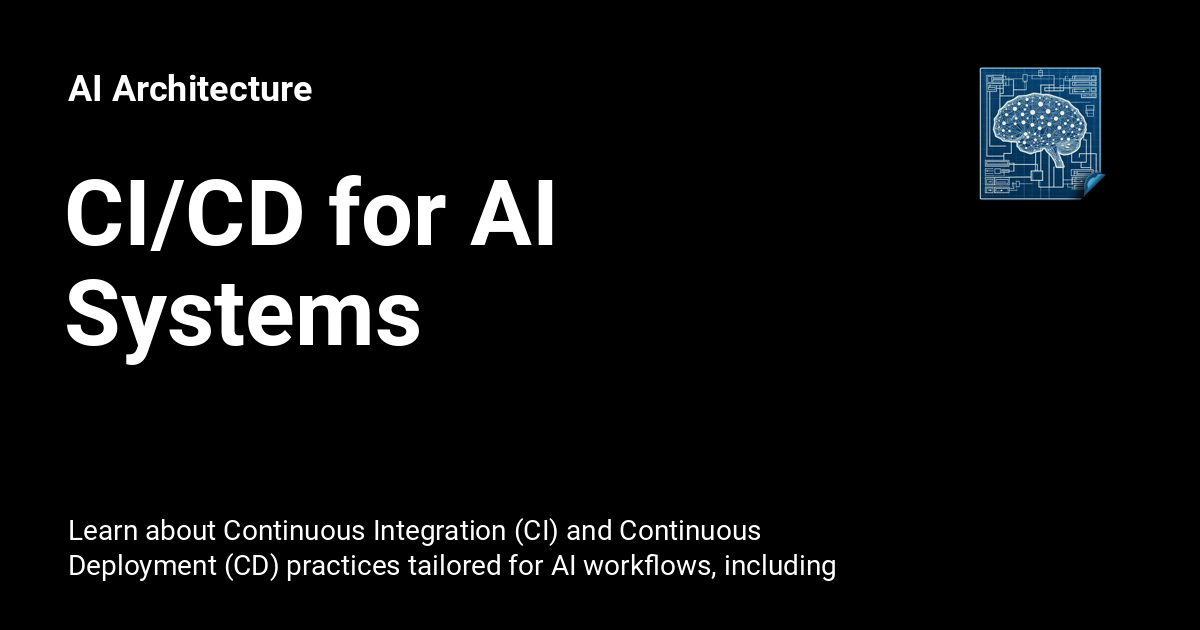 AI Architecture
CI/CD for AI
Systems
Learn about Continuous Integration (CI) and Continuous
Deployment (CD) practices tailored for AI workflows, including